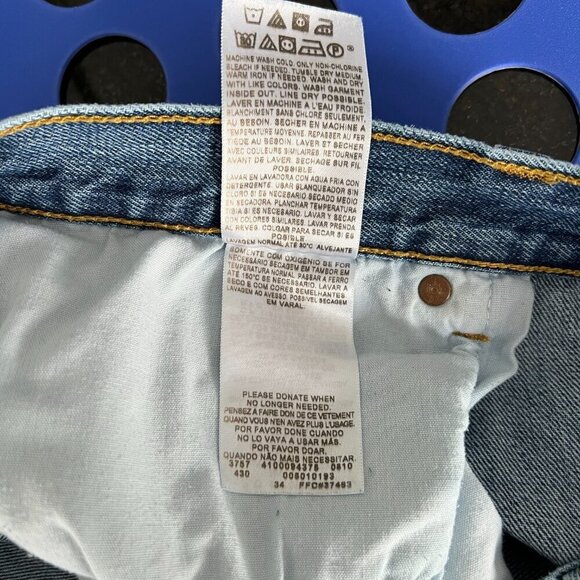 MACHINE WASH COLD. ONLY NON-CHLORINE
BLEACH IF NEEDED. TUMBLE DRY MEDIUM.
WARM IRON IF NEEDED. WASH AND DRY
WITH LIKE COLORS. WASH GARMENT
INSIDE OUT. LINE DRY POSSIBLE.
LAVER EN MACHINE A L'EAU FROIDE
BLANCHIMENT SANS CHLORE SEULEMENT
AU BESOIN. SECHER EN MACHINE A
TEMPERATURE MOYENNE. REPASSER AU FER
TIEDE AU BESOIN. LAVER ET SECHER
AVEC COULEURS SIMILAIRES. RETOURNER
AVANT DE LAVER. SECHAGE SUR FIL
POSSIBLE.
LAVAR EN LAVADORA CON AGUA FRIA CON
DETERGENTE. USAR BLANQUEADOR SIN
CLORO SI ES NECESARIO SECADO MEDIO
EN SECADORA. PLANCHAR TEMPERATURA
TIBIA SI ES NECESARIO. LAVAR Y SECAR
CON COLORES SIMILARES. LAVAR PRENDA
AL REVES. COLGAR PARA SECAR SI ES
POSIBLE
LAVAGEM NORMAL ATÉ 30°C ALVEJANTE
SOMENTE COM OXIGENIO SE FOR
NECESSÁRIO SECAGEM EM TAMBOR EM
TEMPERATURA NORMAL PASSAR A FERRO
ATÉ 150°C SE NECESSÁRIO. LAVAR A
SECO E COM CORES SEMELHANTES.
LAVAGEM AO AVESSO. POSSIVEL SECAGEM
EM VARAL.
PLEASE DONATE WHEN
NO LONGER NEEDED.
PENSEZ À FAIRE DON DE CE VETEMENT
QUAND VOUS N'EN AVEZ PLUS L'USAGE.
POR FAVOR DONE CUANDO
NO LO VAYA A USAR MÁS.
POR FAVOR DOAR,
QUANDO NÃO MAIS NECESSÁRIO.
3757 4100094375 0810
430 005010193
34 FFC#37463